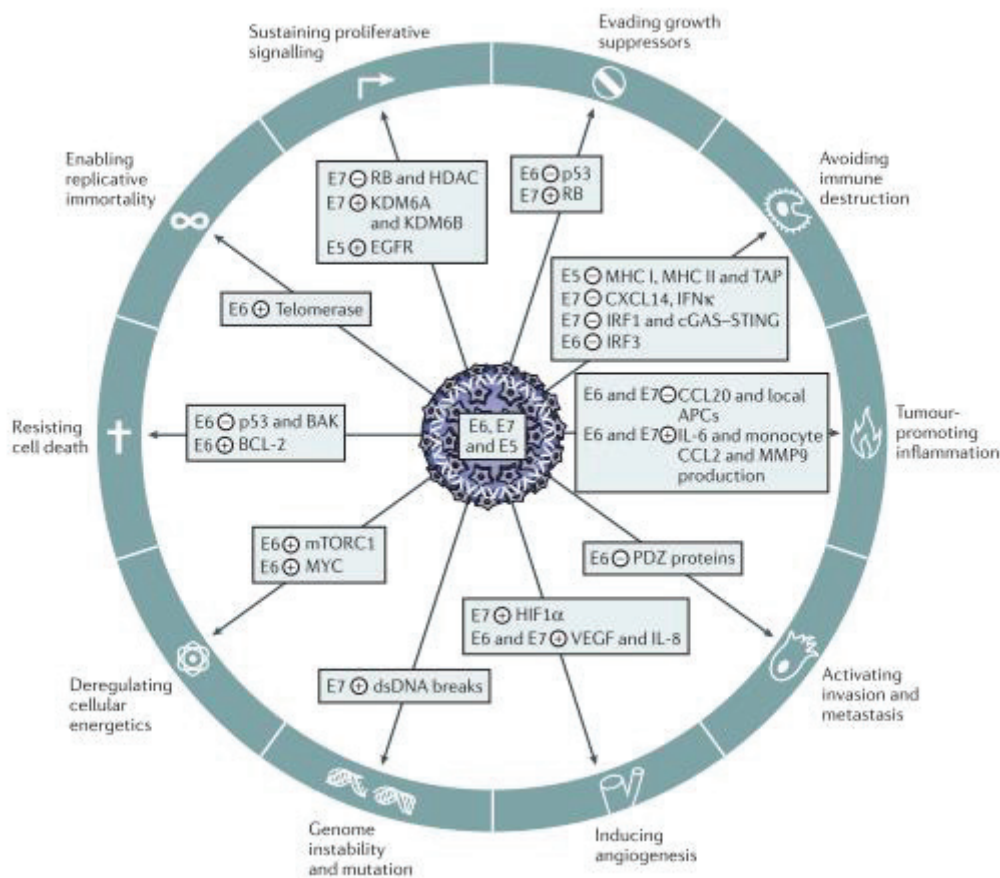 Sustaining proliferative
signalling
Evading growth
suppressors
Enabling
replicative
immortality
E7 ⊖ RB and HDAC
E7 ⊕ KDM6A
and KDM6B
E5 ⊕ EGFR
E6 ⊖ p53
E7 ⊕ RB
Avoiding
immune
destruction
E6 ⊕ Telomerase
E5 ⊖ MHC I, MHC II and TAP
E7 ⊖ CXCL14, IFNκ
E7 ⊖ IRF1 and cGAS–STING
E6 ⊖ IRF3
Resisting
cell death
E6 ⊖ p53 and BAK
E6 ⊕ BCL-2
E6, E7
and E5
E6 and E7 ⊖ CCL20 and local
APCs
E6 and E7 ⊕ IL-6 and monocyte
CCL2 and MMP9
production
Tumour-
promoting
inflammation
E6 ⊕ mTORC1
E6 ⊕ MYC
E6 ⊖ PDZ proteins
E7 ⊕ HIF1α
E6 and E7 ⊕ VEGF and IL-8
E7 ⊕ dsDNA breaks
Deregulating
cellular
energetics
Activating
invasion and
metastasis
Genome
instability
and mutation
Inducing
angiogenesis